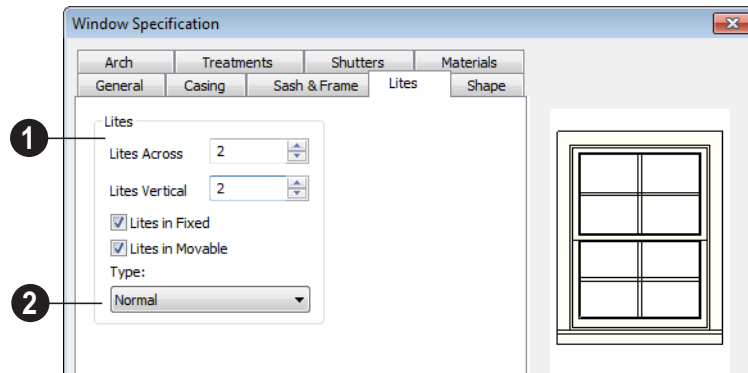 Window Specification
Arch Treatments Shutters Materials
General Casing Sash & Frame Lites Shape
Lites
1
Lites Across 2
Lites Vertical 2
Lites in Fixed
Lites in Movable
Type:
2 Normal